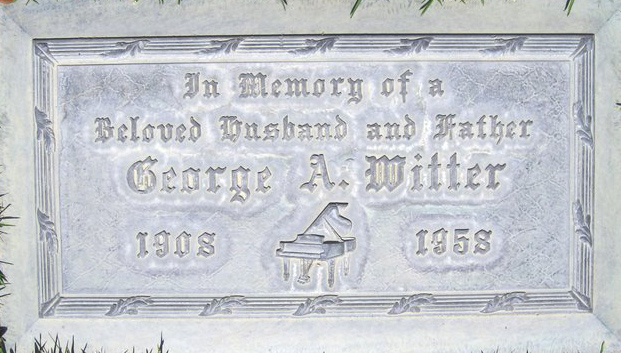 In Memory of a
Beloved Husband and Father
George A. Witter
1908 1958